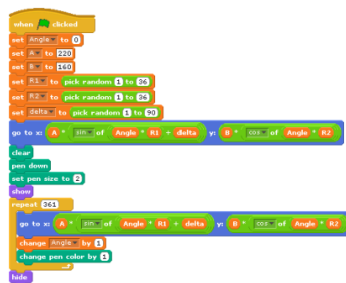 when clicked
set Angle to 0
set A to 220
set B to 160
set R1 to pick random 1 to 36
set R2 to pick random 1 to 36
set delta to pick random 1 to 90
go to x: A * sin of Angle * R1 + delta y: B * cos of Angle * R2
clear
pen down
set pen size to 2
show
repeat 361
go to x: A * sin of Angle * R1 + delta y: B * cos of Angle * R2
change Angle by 1
change pen color by 1
hide